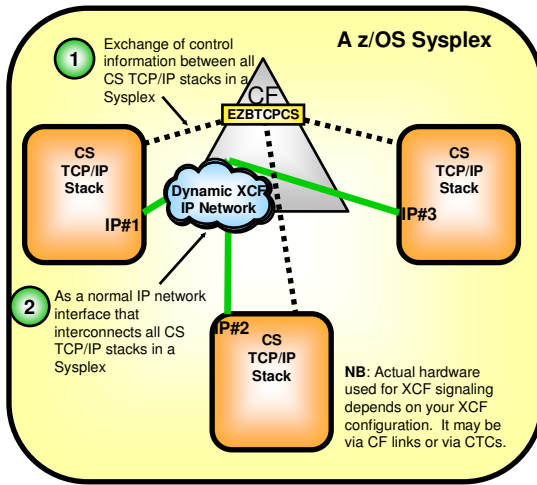 A z/OS Sysplex
1
Exchange of control
information between all
CS TCP/IP stacks in a
Sysplex
CF
EZBTCPCS
CS
TCP/IP
Stack
IP#1
Dynamic XCF
IP Network
CS
TCP/IP
Stack
IP#3
2
As a normal IP network
interface that
interconnects all CS
TCP/IP stacks in a
Sysplex
IP#2
CS
TCP/IP
Stack
NB: Actual hardware
used for XCF signaling
depends on your XCF
configuration. It may be
via CF links or via CTCs.